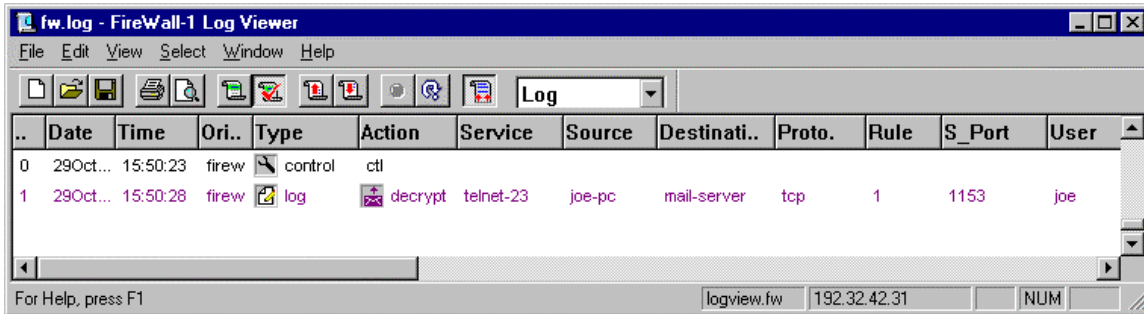 fw.log - FireWall-1 Log Viewer
File Edit View Select Window Help
Log
.. Date Time Ori.. Type Action Service Source Destinati.. Proto. Rule S_Port User
0 29Oct... 15:50:23 firew control ctl
1 29Oct... 15:50:28 firew log decrypt telnet-23 joe-pc mail-server tcp 1 1153 joe
For Help, press F1 logview.fw 192.32.42.31 NUM